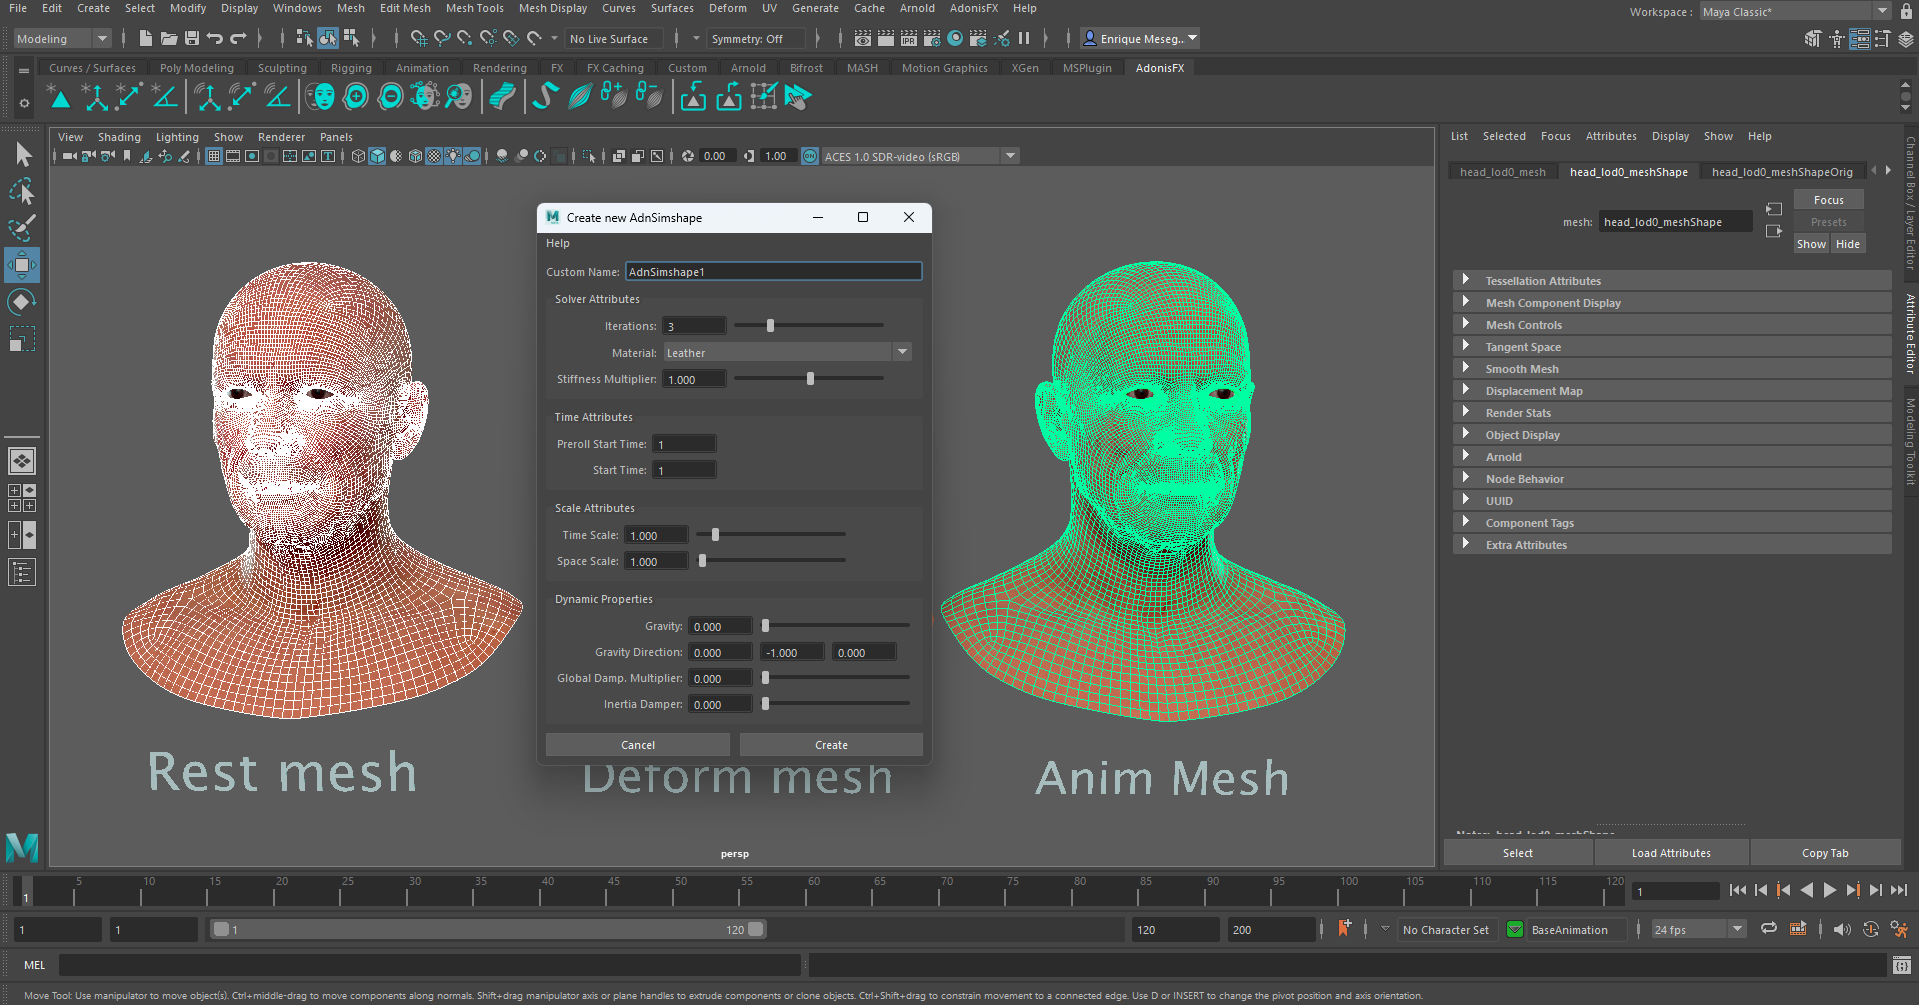 File Edit Create Select Modify Display Windows Mesh Edit Mesh Mesh Tools Mesh Display Curves Surfaces Deform UV Generate Cache Arnold AdonisFX Help
Workspace : Maya Classic*
Modeling No Live Surface Symmetry: Off Enrique Meseg..
Curves / Surfaces Poly Modeling Sculpting Rigging Animation Rendering FX FX Caching Custom Arnold Bifrost MASH Motion Graphics XGen MSPlugin AdonisFX
View Shading Lighting Show Renderer Panels
0.00 1.00 ACES 1.0 SDR-video (sRGB)
List Selected Focus Attributes Display Show Help
head_lod0_mesh head_lod0_meshShape head_lod0_meshShapeOrig
Focus
Presets
mesh: head_lod0_meshShape
Show Hide
Tessellation Attributes
Mesh Component Display
Mesh Controls
Tangent Space
Smooth Mesh
Displacement Map
Render Stats
Object Display
Arnold
Node Behavior
UUID
Component Tags
Extra Attributes
Channel Box / Layer Editor
Attribute Editor
Modeling Toolkit
Create new AdnSimshape
Help
Custom Name: AdnSimshape1
Solver Attributes
Iterations: 3
Material: Leather
Stiffness Multiplier: 1.000
Time Attributes
Preroll Start Time: 1
Start Time: 1
Scale Attributes
Time Scale: 1.000
Space Scale: 1.000
Dynamic Properties
Gravity: 0.000
Gravity Direction: 0.000 -1.000 0.000
Global Damp. Multiplier: 0.000
Inertia Damper: 0.000
Cancel Create
Rest mesh
Deform mesh
Anim Mesh
persp
Notes: head_lod0_meshShape
Select Load Attributes Copy Tab
1 5 10 15 20 25 30 35 40 45 50 55 60 65 70 75 80 85 90 95 100 105 110 115 120 1
1 1 1 120 120 200 No Character Set BaseAnimation 24 fps
MEL
Move Tool: Use manipulator to move object(s). Ctrl+middle-drag to move components along normals. Shift+drag manipulator axis or plane handles to extrude components or clone objects. Ctrl+Shift+drag to constrain movement to a connected edge. Use D or INSERT to change the pivot position and axis orientation.